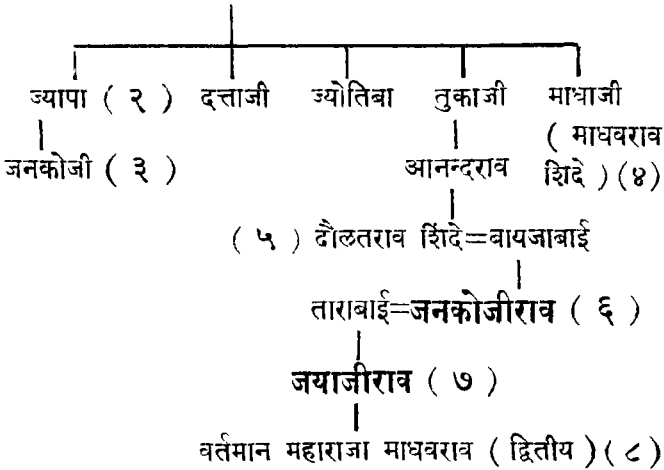 ज्यापा ( २ ) दत्ताजी ज्योतिबा तुकाजी माधाजी
( माधवराव
जनकोजी ( ३ ) आनन्दराव शिंदे ) (४)
( ५ ) दौलतराव शिंदे=बायजाबाई
ताराबाई=जनकोजीराव ( ६ )
जयाजीराव ( ७ )
वर्तमान महाराजा माधवराव ( द्वितीय ) ( ८ )